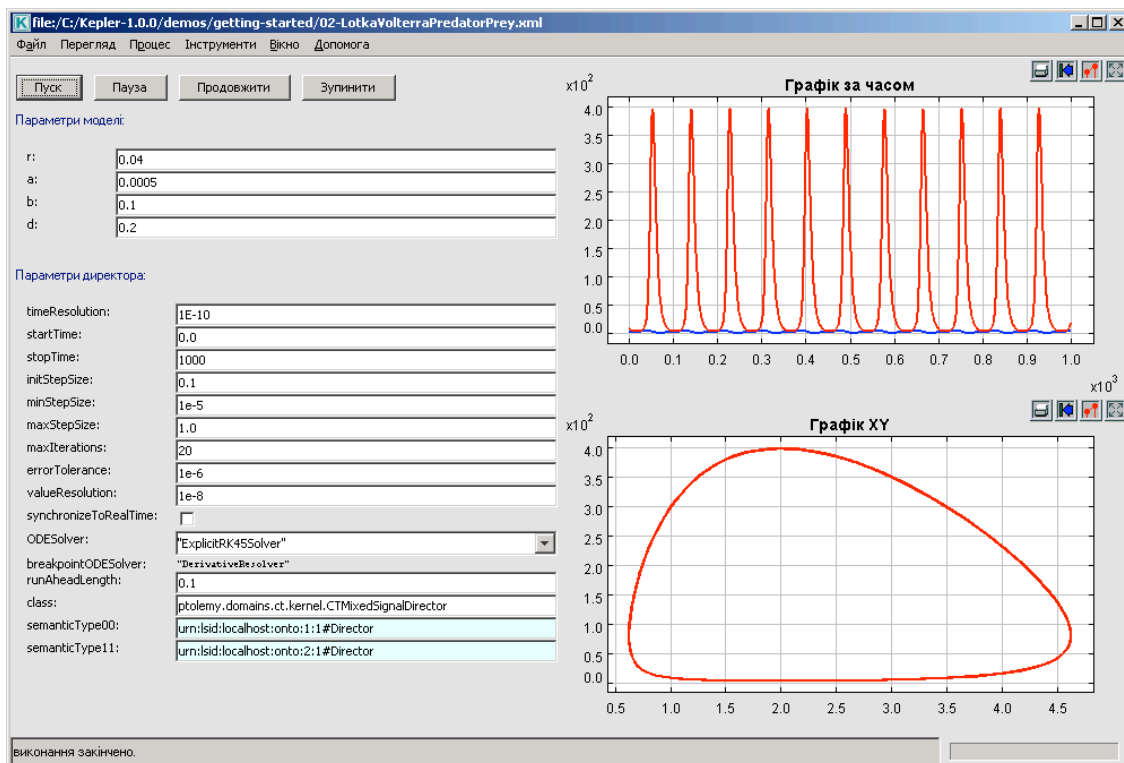 file:/C:/Kepler-1.0.0/demos/getting-started/02-LotkaVolterraPredatorPrey.xml
Файл Перегляд Процес Інструменти Вікно Допомога
Пуск Пауза Продовжити Зупинити
Параметри моделі:
r: 0.04
a: 0.0005
b: 0.1
d: 0.2
Параметри директора:
timeResolution: 1E-10
startTime: 0.0
stopTime: 1000
initStepSize: 0.1
minStepSize: 1e-5
maxStepSize: 1.0
maxIterations: 20
errorTolerance: 1e-6
valueResolution: 1e-8
synchronizeToRealTime:
ODESolver: "ExplicitRK45Solver"
breakpointODESolver: "DerivativeResolver"
runAheadLength: 0.1
class: ptolemy.domains.ct.kernel.CTMixedSignalDirector
semanticType00: urn:lsid:localhost:onto:1:1#Director
semanticType11: urn:lsid:localhost:onto:2:1#Director
x10² Графік за часом
4.0
3.5
3.0
2.5
2.0
1.5
1.0
0.5
0.0
0.0 0.1 0.2 0.3 0.4 0.5 0.6 0.7 0.8 0.9 1.0
x10³
x10² Графік XY
4.0
3.5
3.0
2.5
2.0
1.5
1.0
0.5
0.0
0.5 1.0 1.5 2.0 2.5 3.0 3.5 4.0 4.5
виконання закінчено.